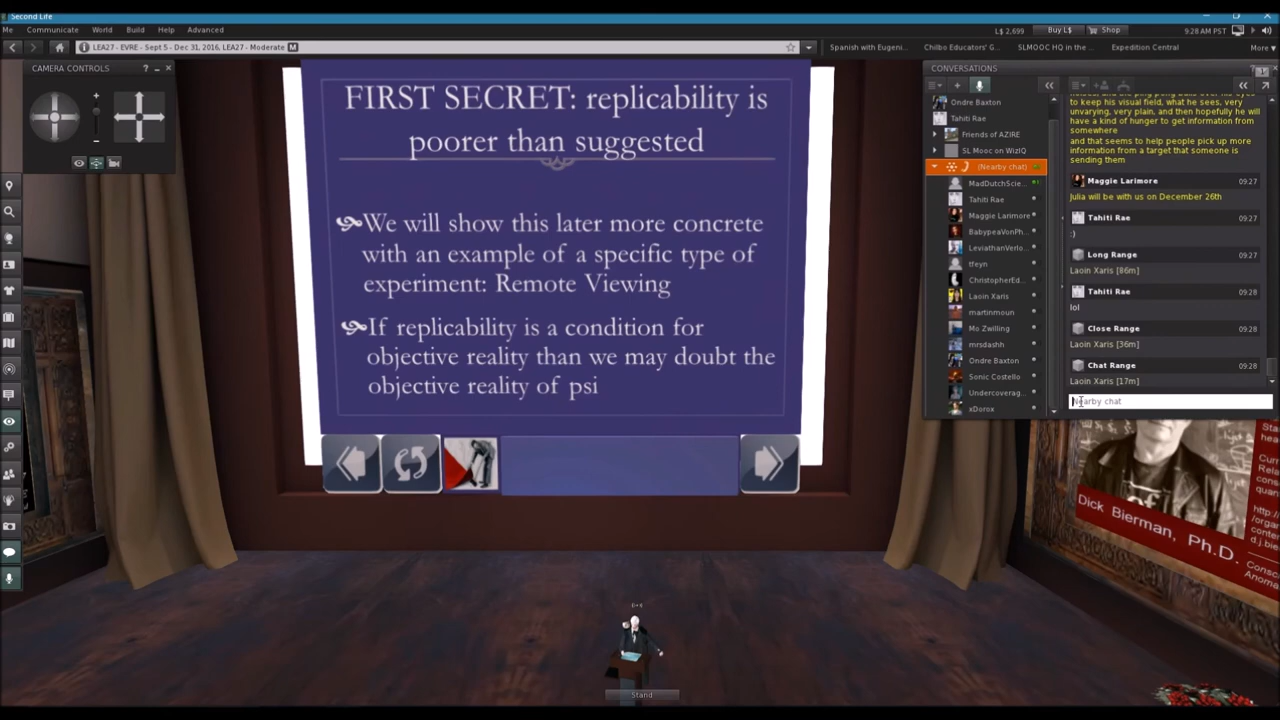 Second Life
Me Communicate World Build Help Advanced
L$ 2,699 Buy L$ Shop 9:28 AM PST
LEA27 - EVRE - Sept 5 - Dec 31, 2016, LEA27 - Moderate M
Spanish with Eugeni... Chilbo Educators' G... SLMOOC HQ in the ... Expedition Central More
CAMERA CONTROLS
FIRST SECRET: replicability is
poorer than suggested
We will show this later more concrete
with an example of a specific type of
experiment: Remote Viewing
If replicability is a condition for
objective reality than we may doubt the
objective reality of psi
CONVERSATIONS
Ondre Baxton
Tahiti Rae
Friends of AZIRE
SL Mooc on WizIQ
(Nearby chat)
MadDutchScie...
Tahiti Rae
Maggie Larimore
BabypeaVonPh...
LeviathanVerlo...
tfeyn
ChristopherEd...
Laoin Xaris
martinmoun
Mo Zwilling
mrsdashh
Ondre Baxton
Sonic Costello
Undercoverag...
xDorox
to keep his visual field, what he sees, very
unvarying, very plain, and then hopefully he will
have a kind of hunger to get information from
somewhere
and that seems to help people pick up more
information from a target that someone is
sending them
Maggie Larimore 09:27
Julia will be with us on December 26th
Tahiti Rae 09:27
:)
Long Range 09:27
Laoin Xaris [86m]
Tahiti Rae 09:28
lol
Close Range 09:28
Laoin Xaris [36m]
Chat Range 09:28
Laoin Xaris [17m]
Nearby chat
Dick Bierman, Ph.D.
Stand